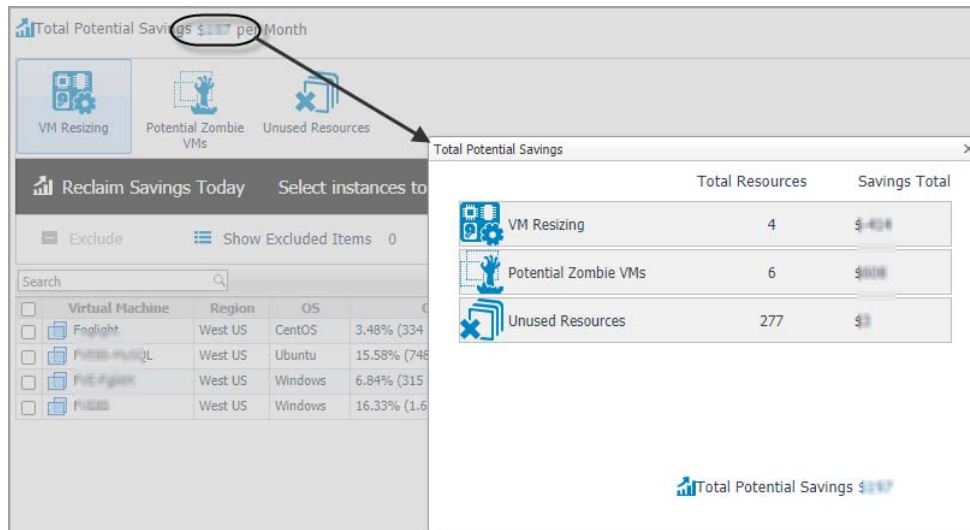 Total Potential Savings $ per Month
VM Resizing
Potential Zombie
VMs
Unused Resources
Reclaim Savings Today Select instances to
Exclude Show Excluded Items 0
Search
Virtual Machine Region OS
Foglight West US CentOS 3.48% (334
West US Ubuntu 15.58% (748
West US Windows 6.84% (315
West US Windows 16.33% (1.6
Total Potential Savings
Total Resources Savings Total
VM Resizing 4 $
Potential Zombie VMs 6 $
Unused Resources 277 $
Total Potential Savings $